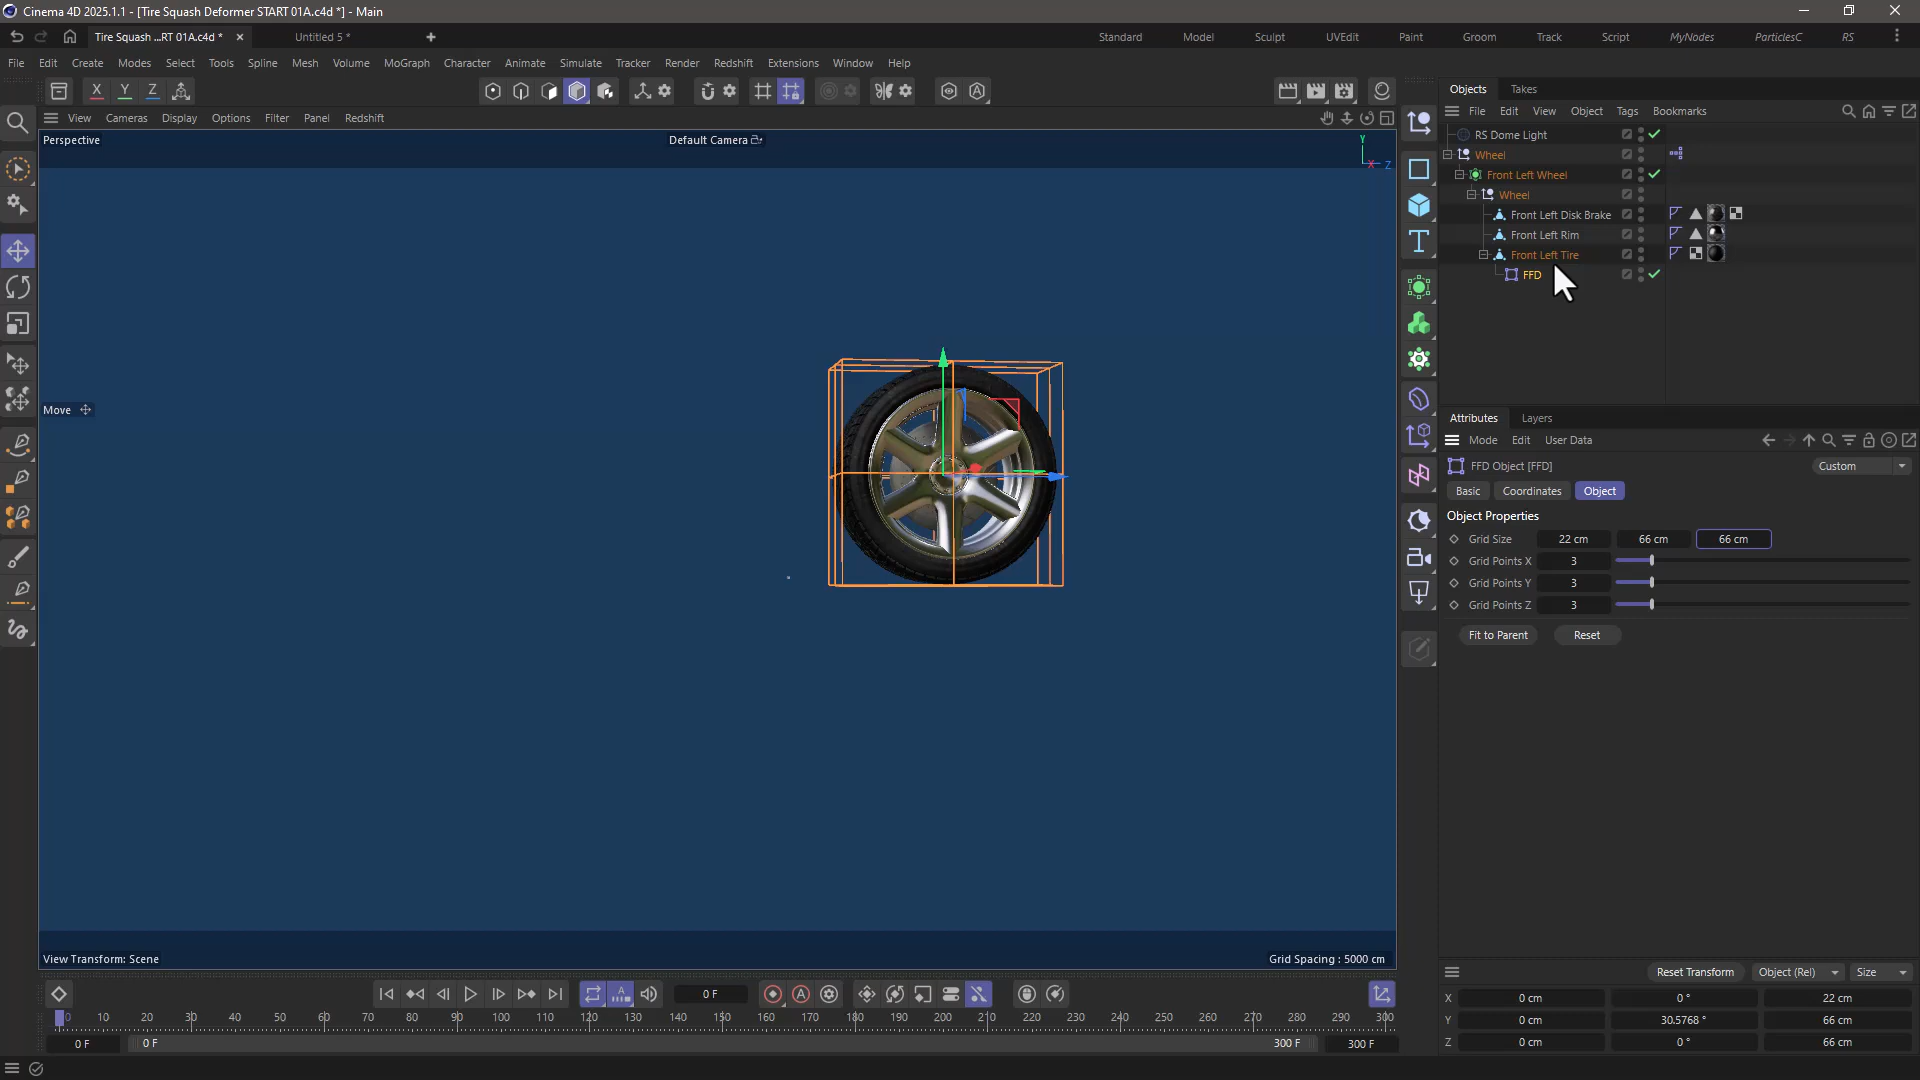 Cinema 4D 2025.1.1 - [Tire Squash Deformer START 01A.c4d *] - Main
Tire Squash ...RT 01A.c4d *
Untitled 5 *
Standard
Model
Sculpt
UVEdit
Paint
Groom
Track
Script
MyNodes
ParticlesC
RS
File Edit Create Modes Select Tools Spline Mesh Volume MoGraph Character Animate Simulate Tracker Render Redshift Extensions Window Help
X Y Z
View Cameras Display Options Filter Panel Redshift
Perspective
Default Camera
Y
X Z
Move
View Transform: Scene
Grid Spacing : 5000 cm
Objects Takes
File Edit View Object Tags Bookmarks
RS Dome Light
Wheel
Front Left Wheel
Wheel
Front Left Disk Brake
Front Left Rim
Front Left Tire
FFD
Attributes Layers
Mode Edit User Data
FFD Object [FFD]
Custom
Basic Coordinates Object
Object Properties
Grid Size 22 cm 66 cm 66 cm
Grid Points X 3
Grid Points Y 3
Grid Points Z 3
Fit to Parent Reset
Reset Transform Object (Rel) Size
X 0 cm 0 ° 22 cm
Y 0 cm 30.5768 ° 66 cm
Z 0 cm 0 ° 66 cm
0 F
0 10 20 30 40 50 60 70 80 90 100 110 120 130 140 150 160 170 180 190 200 210 220 230 240 250 260 270 280 290 300
0 F 0 F 300 F 300 F